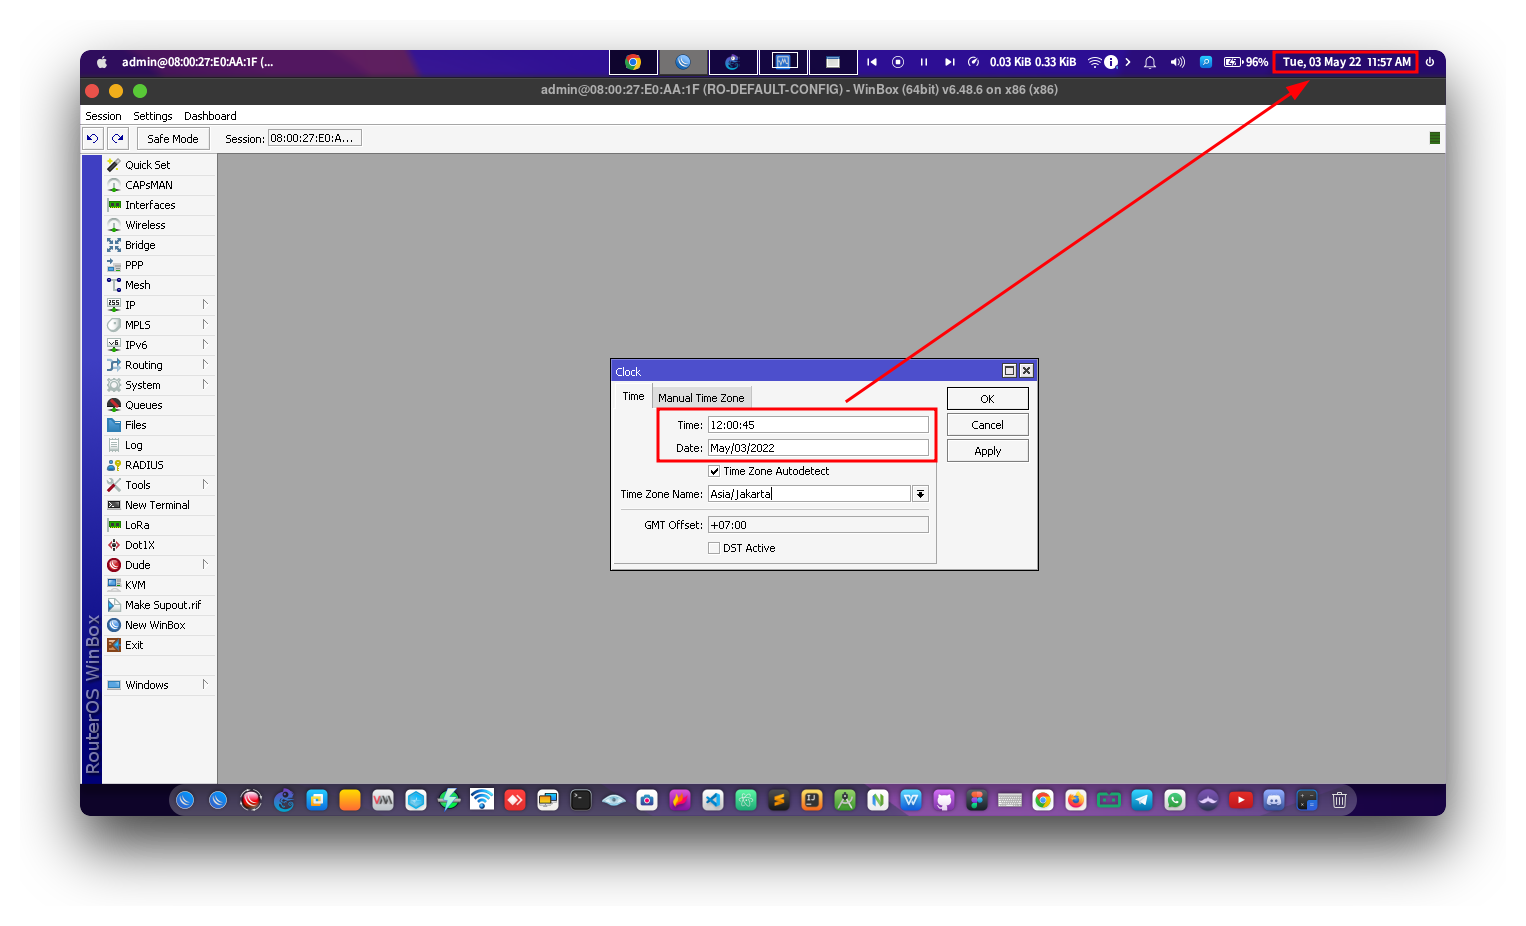 admin@08:00:27:E0:AA:1F (...
0.03 KiB 0.33 KiB
96%
Tue, 03 May 22 11:57 AM
admin@08:00:27:E0:AA:1F (RO-DEFAULT-CONFIG) - WinBox (64bit) v6.48.6 on x86 (x86)
Session Settings Dashboard
Safe Mode Session: 08:00:27:E0:A...
RouterOS WinBox
Quick Set
CAPsMAN
Interfaces
Wireless
Bridge
PPP
Mesh
IP
MPLS
IPv6
Routing
System
Queues
Files
Log
RADIUS
Tools
New Terminal
LoRa
Dot1X
Dude
KVM
Make Supout.rif
New WinBox
Exit
Windows
Clock
Time Manual Time Zone
Time: 12:00:45
Date: May/03/2022
Time Zone Autodetect
Time Zone Name: Asia/Jakarta
GMT Offset: +07:00
DST Active
OK
Cancel
Apply